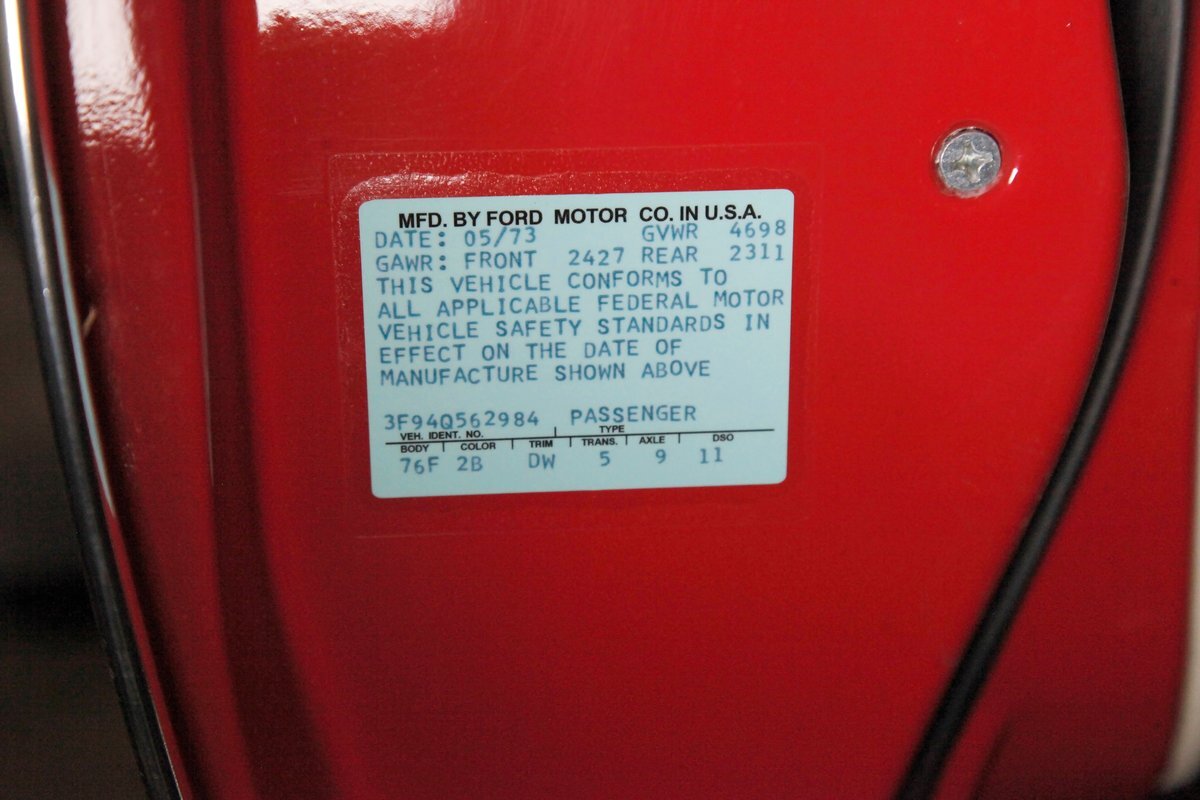 MFD. BY FORD MOTOR CO. IN U.S.A.
DATE: 05/73 GVWR 4698
GAWR: FRONT 2427 REAR 2311
THIS VEHICLE CONFORMS TO
ALL APPLICABLE FEDERAL MOTOR
VEHICLE SAFETY STANDARDS IN
EFFECT ON THE DATE OF
MANUFACTURE SHOWN ABOVE
3F94Q562984 PASSENGER
VEH. IDENT. NO. TYPE
BODY COLOR TRIM TRANS. AXLE DSO
76F 2B DW 5 9 11